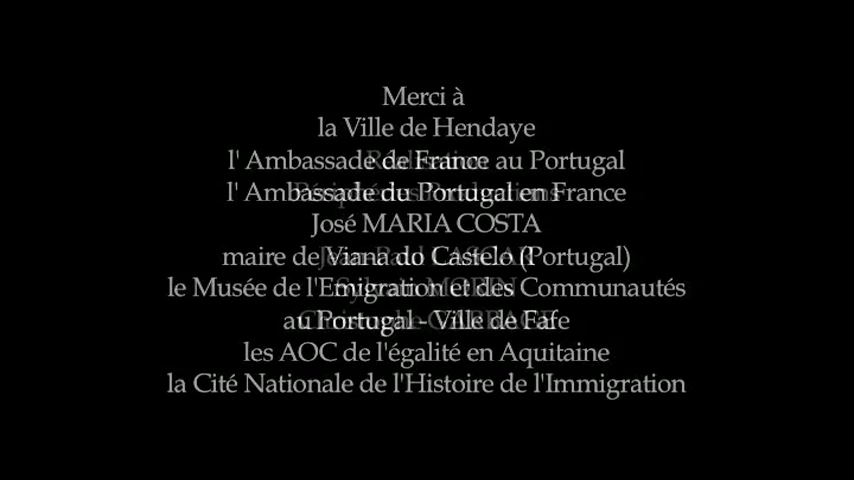 Merci à
la Ville de Hendaye
l' Ambassade de France au Portugal
l' Ambassade du Portugal en France
José MARIA COSTA
maire de Viana do Castelo (Portugal)
le Musée de l'Emigration et des Communautés
au Portugal - Ville de Fafe
les AOC de l'égalité en Aquitaine
la Cité Nationale de l'Histoire de l'Immigration